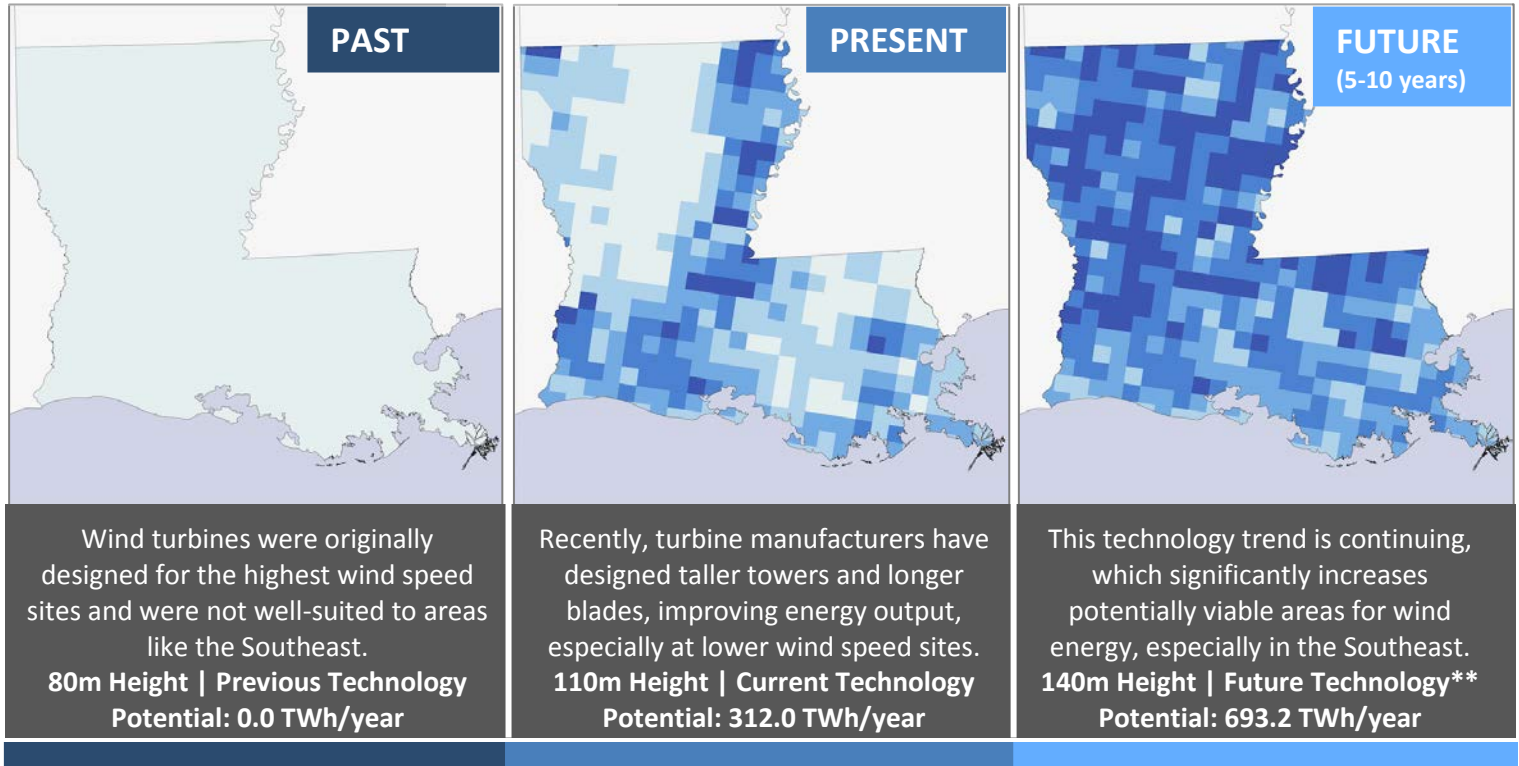 PAST
Wind turbines were originally
designed for the highest wind speed
sites and were not well-suited to areas
like the Southeast.
80m Height | Previous Technology
Potential: 0.0 TWh/year
PRESENT
Recently, turbine manufacturers have
designed taller towers and longer
blades, improving energy output,
especially at lower wind speed sites.
110m Height | Current Technology
Potential: 312.0 TWh/year
FUTURE
(5-10 years)
This technology trend is continuing,
which significantly increases
potentially viable areas for wind
energy, especially in the Southeast.
140m Height | Future Technology**
Potential: 693.2 TWh/year